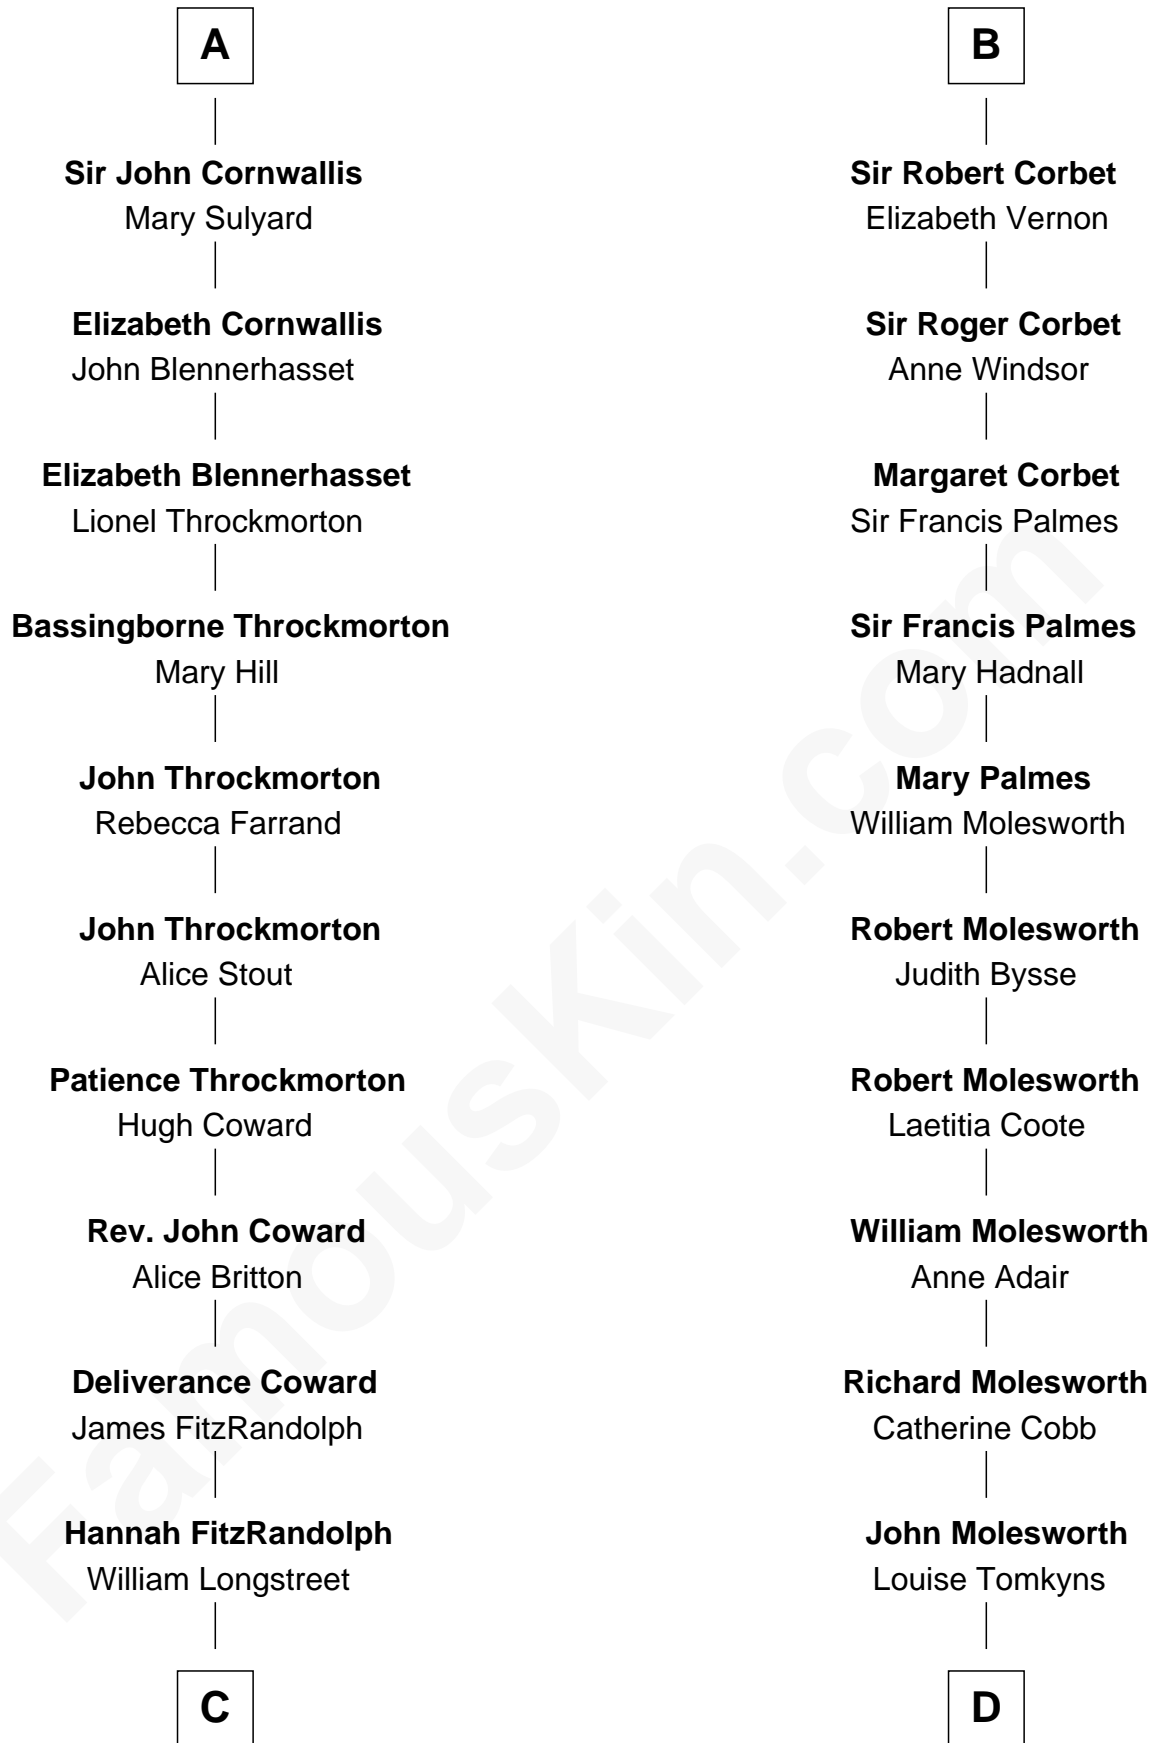 A
Sir John Cornwallis
Mary Sulyard
Elizabeth Cornwallis
John Blennerhasset
Elizabeth Blennerhasset
Lionel Throckmorton
Bassingborne Throckmorton
Mary Hill
John Throckmorton
Rebecca Farrand
John Throckmorton
Alice Stout
Patience Throckmorton
Hugh Coward
Rev. John Coward
Alice Britton
Deliverance Coward
James FitzRandolph
Hannah FitzRandolph
William Longstreet
C
B
Sir Robert Corbet
Elizabeth Vernon
Sir Roger Corbet
Anne Windsor
Margaret Corbet
Sir Francis Palmes
Sir Francis Palmes
Mary Hadnall
Mary Palmes
William Molesworth
Robert Molesworth
Judith Bysse
Robert Molesworth
Laetitia Coote
William Molesworth
Anne Adair
Richard Molesworth
Catherine Cobb
John Molesworth
Louise Tomkyns
D
FamousKin.com